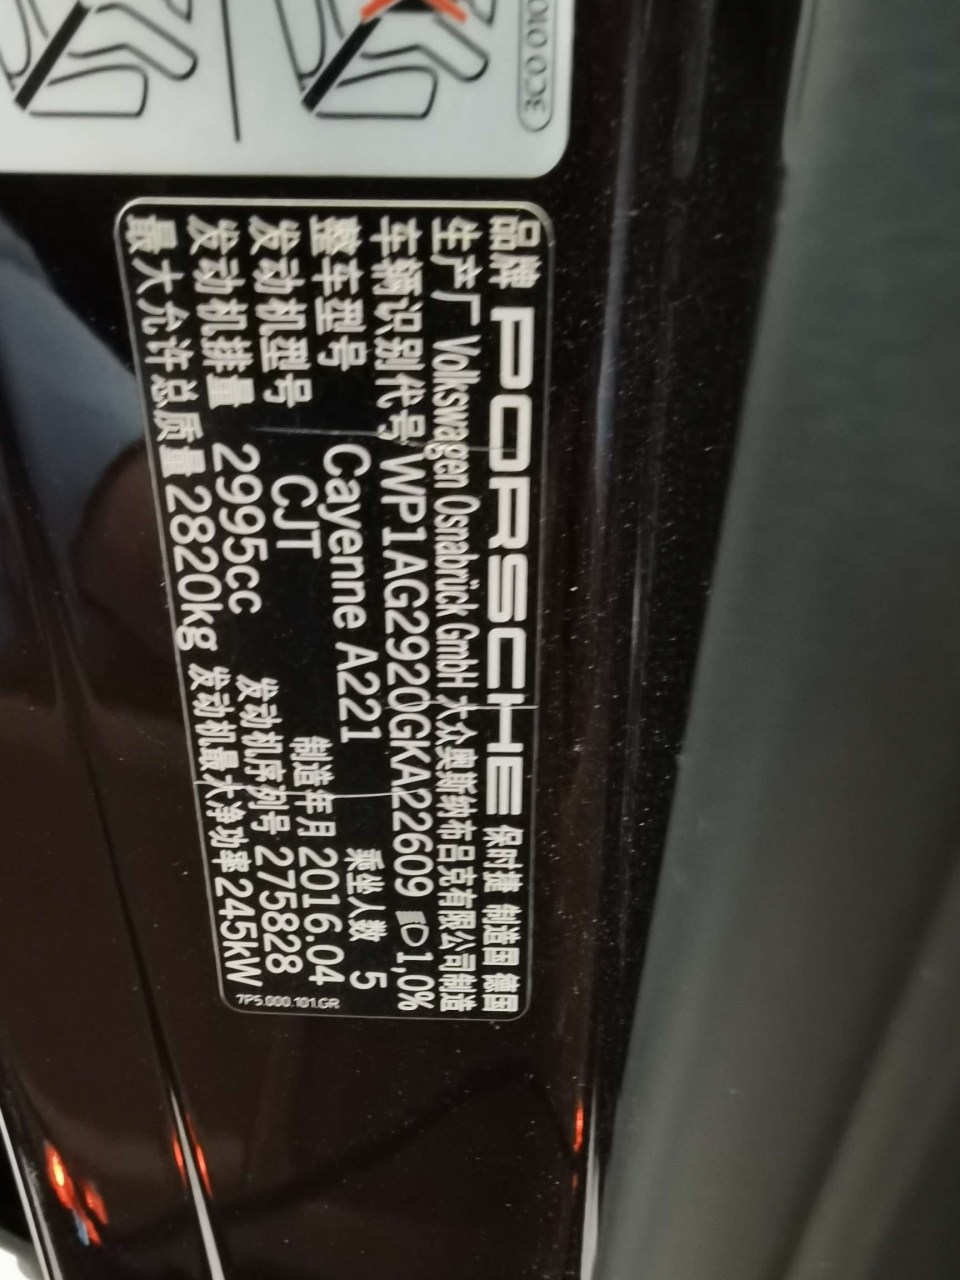 3C0 010
品牌 PORSCHE 保时捷 制造国 德国
生产厂 Volkswagen Osnabrück GmbH 大众奥斯纳布吕克有限公司制造
车辆识别代号 WP1AG2920GKA22609 1,0%
整车型号 Cayenne A221 乘坐人数 5
发动机型号 CJT 制造年月 2016.04
发动机排量 2995cc 发动机序列号 275828
最大允许总质量 2820kg 发动机最大净功率 245kW
7P5.000.101.GR